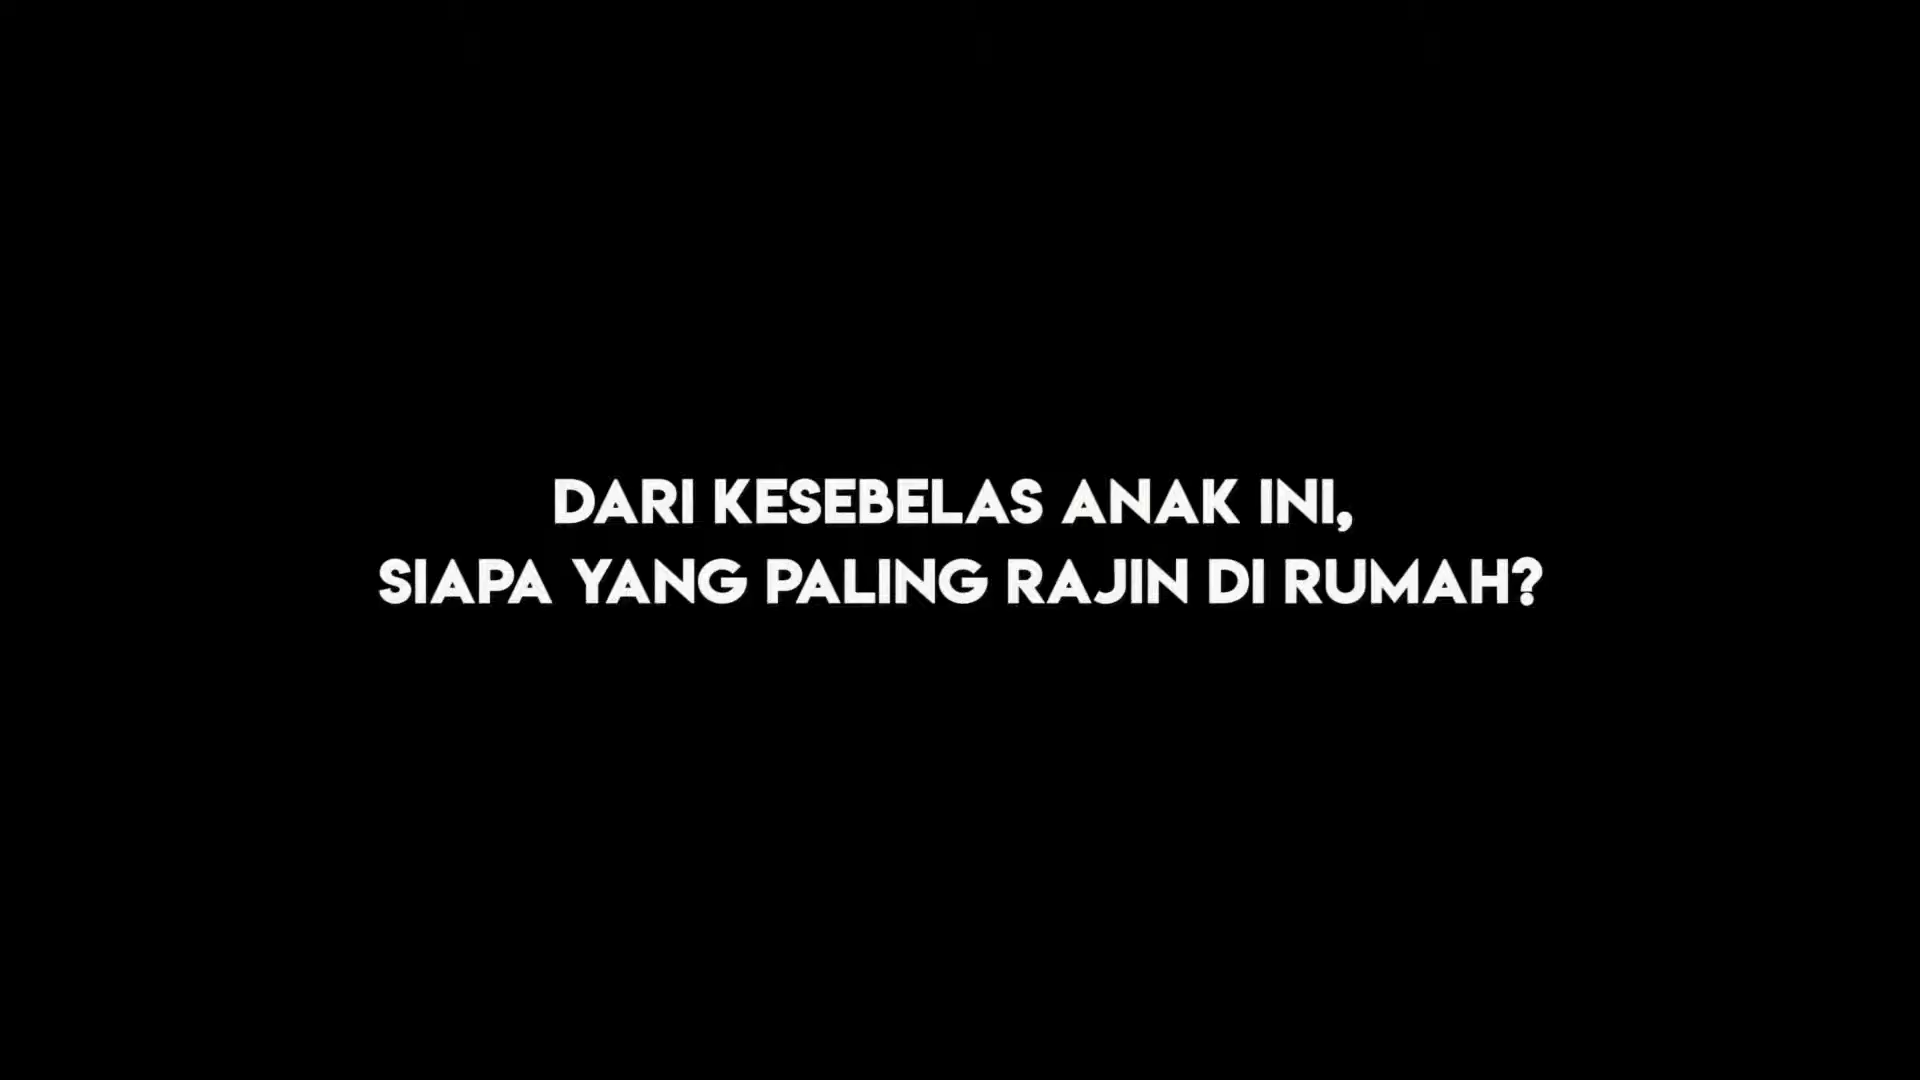 DARI KESEBELAS ANAK INI,
SIAPA YANG PALING RAJIN DI RUMAH?